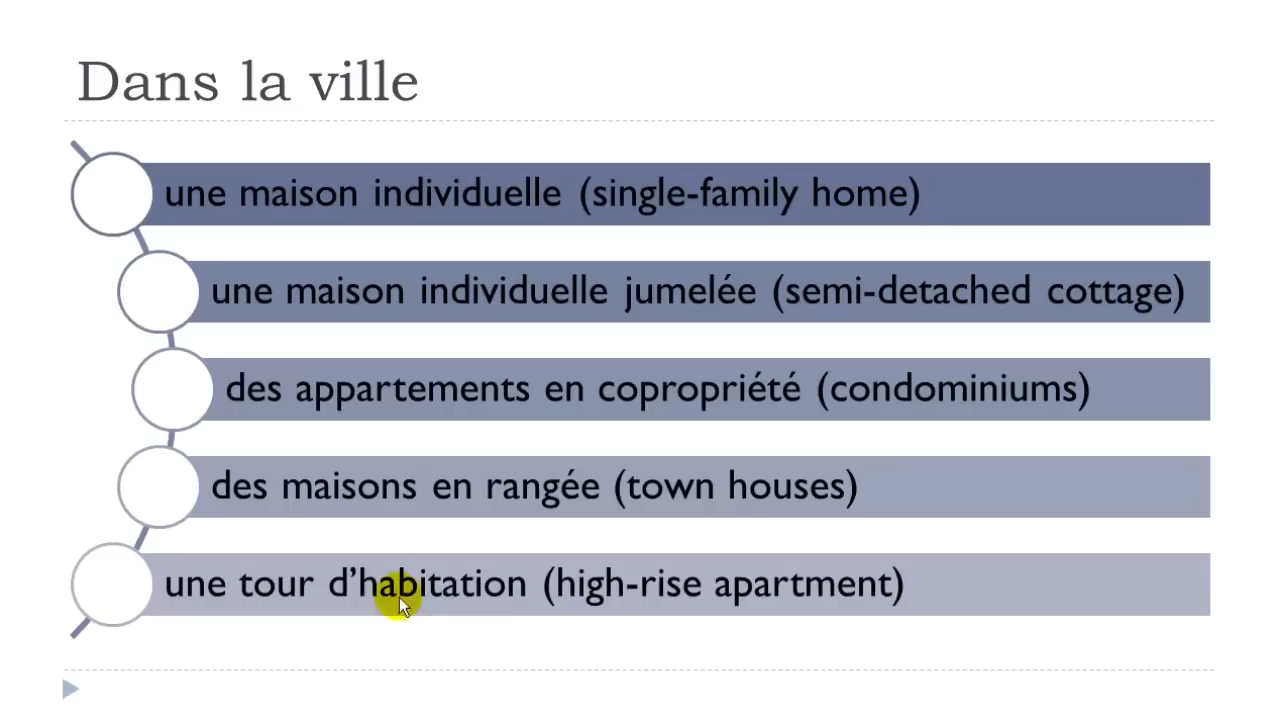 Dans la ville
une maison individuelle (single-family home)
une maison individuelle jumelée (semi-detached cottage)
des appartements en copropriété (condominiums)
des maisons en rangée (town houses)
une tour d’habitation (high-rise apartment)